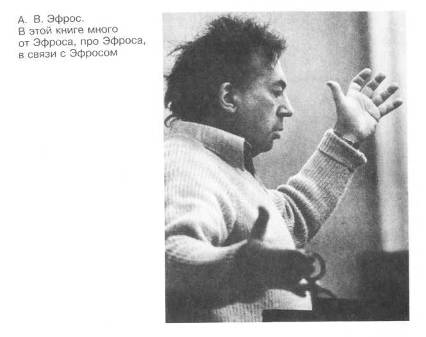 А. В. Эфрос.
В этой книге много
от Эфроса, про Эфроса,
в связи с Эфросом